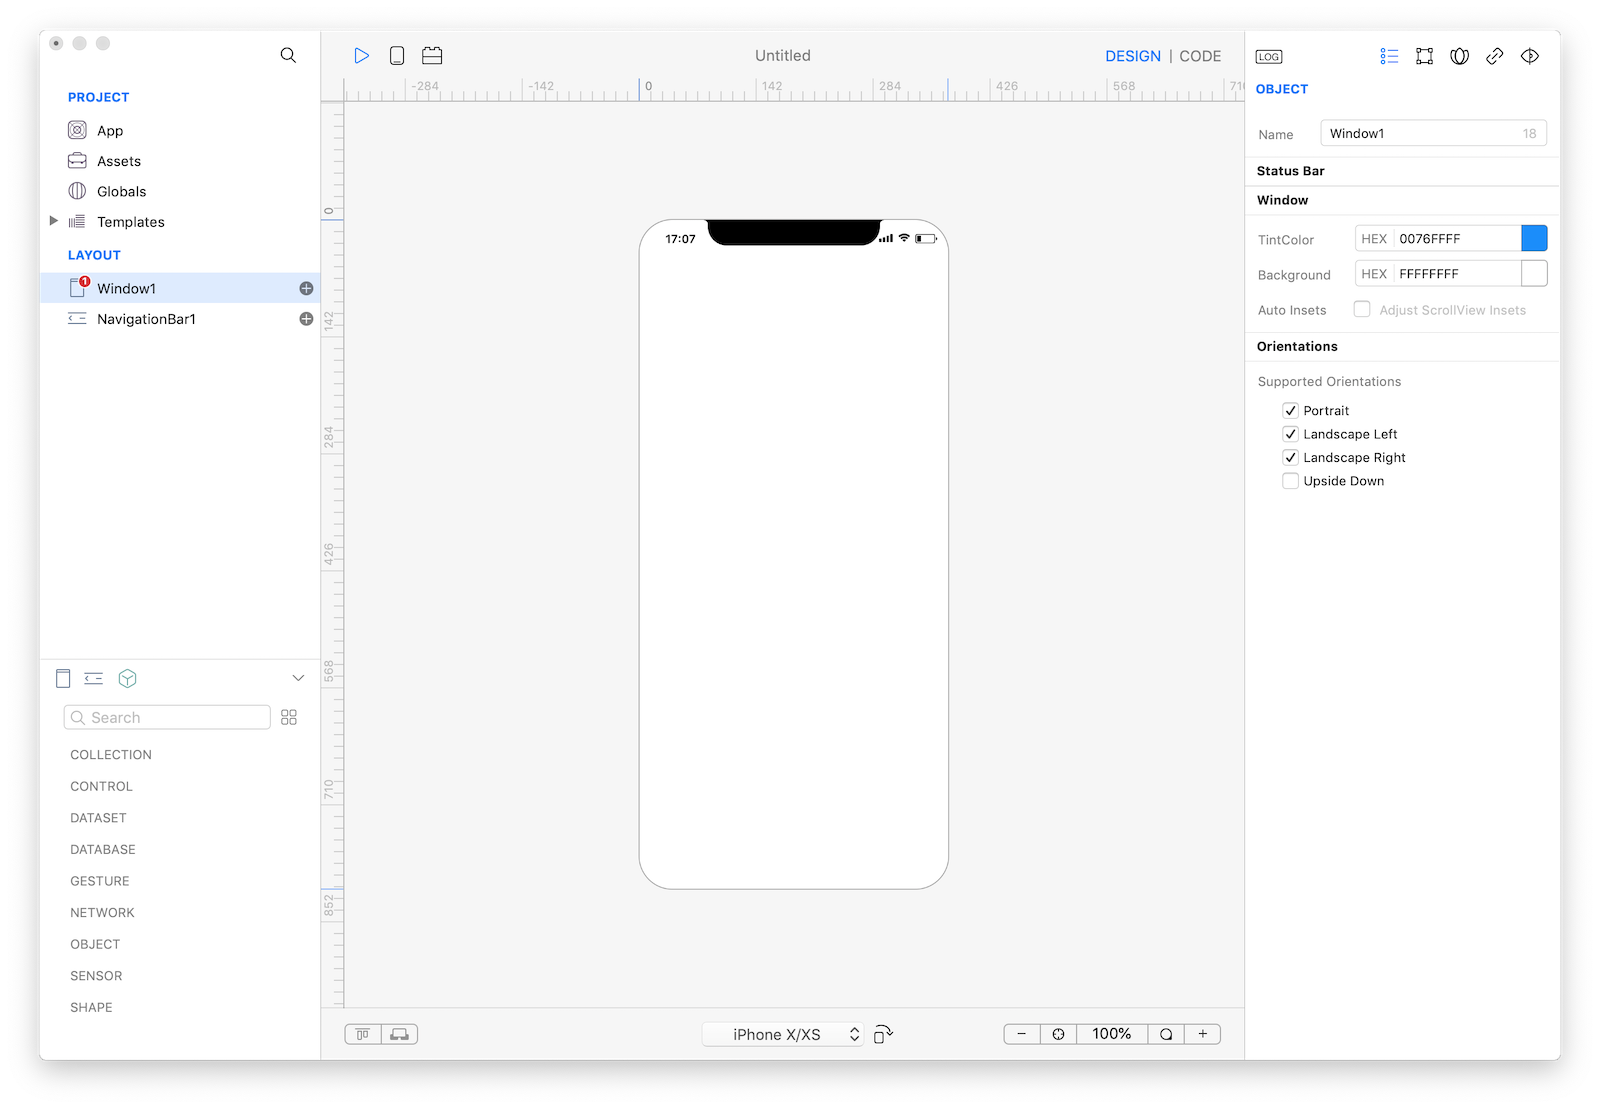 Untitled
DESIGN | CODE
LOG
-284 -142 0 142 284 426 568 710
PROJECT
App
Assets
Globals
Templates
LAYOUT
Window1
1
NavigationBar1
Search
COLLECTION
CONTROL
DATASET
DATABASE
GESTURE
NETWORK
OBJECT
SENSOR
SHAPE
0
142
284
426
568
710
852
17:07
iPhone X/XS
− 100% +
OBJECT
Name Window1 18
Status Bar
Window
TintColor HEX 0076FFFF
Background HEX FFFFFFFF
Auto Insets Adjust ScrollView Insets
Orientations
Supported Orientations
Portrait
Landscape Left
Landscape Right
Upside Down